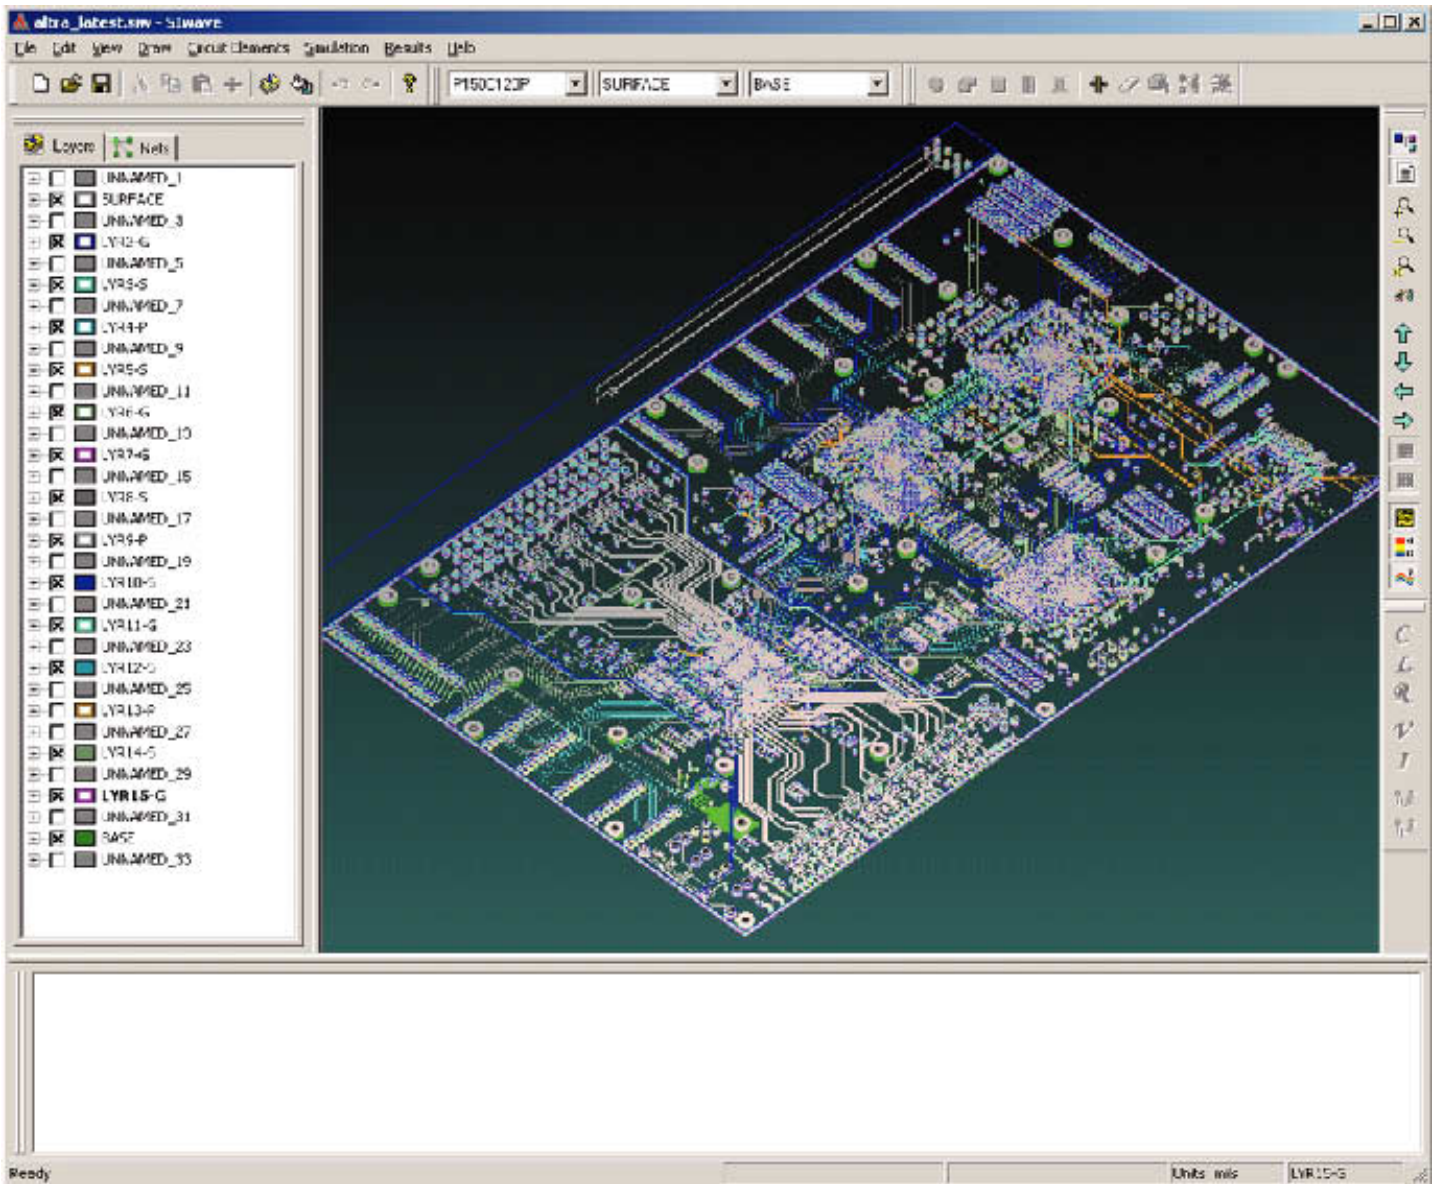 altra_latest.siw - SIwave
File Edit View Draw Circuit Elements Simulation Results Help
P150C120P SURFACE BASE
Layers Nets
UNNAMED_1
SURFACE
UNNAMED_3
LYR2-G
UNNAMED_5
LYR3-S
UNNAMED_7
LYR4-P
UNNAMED_9
LYR5-S
UNNAMED_11
LYR6-G
UNNAMED_13
LYR7-G
UNNAMED_15
LYR8-S
UNNAMED_17
LYR9-P
UNNAMED_19
LYR10-S
UNNAMED_21
LYR11-G
UNNAMED_23
LYR12-S
UNNAMED_25
LYR13-P
UNNAMED_27
LYR14-S
UNNAMED_29
LYR15-G
UNNAMED_31
BASE
UNNAMED_33
C
L
R
V
I
Ready Units mils LYR15-G